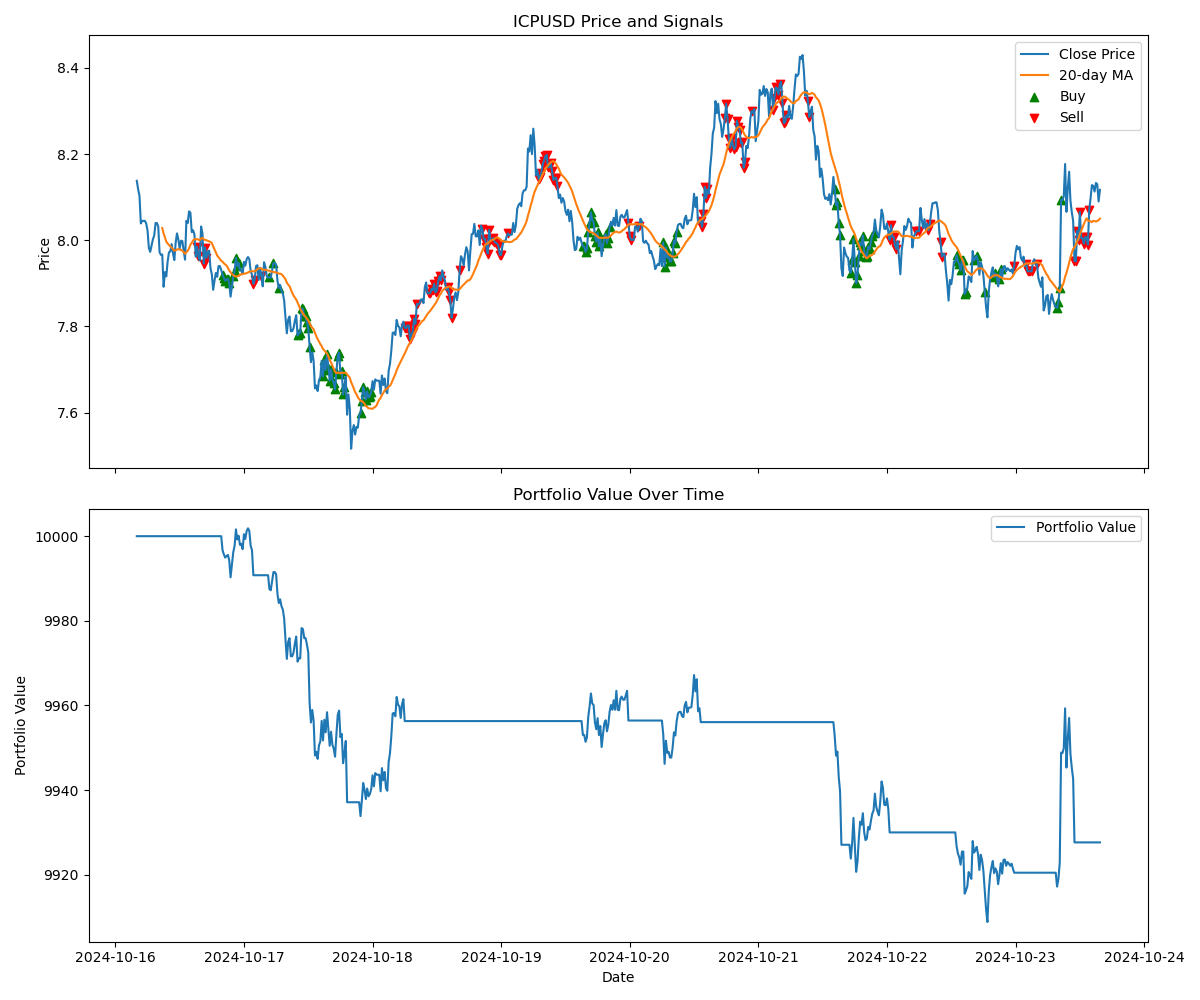 ICPUSD Price and Signals
Price
8.4
8.2
8.0
7.8
7.6
Close Price
20-day MA
Buy
Sell
Portfolio Value Over Time
Portfolio Value
10000
9980
9960
9940
9920
Portfolio Value
2024-10-16
2024-10-17
2024-10-18
2024-10-19
2024-10-20
2024-10-21
2024-10-22
2024-10-23
2024-10-24
Date